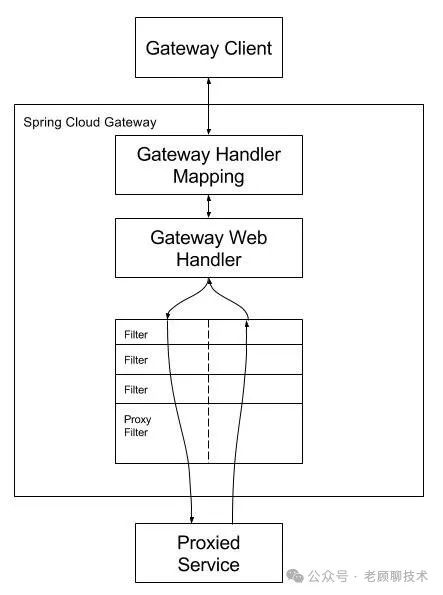 Gateway Client
Spring Cloud Gateway
Gateway Handler
Mapping
Gateway Web
Handler
Filter
Filter
Filter
Proxy
Filter
Proxied
Service
公众号 · 老顾聊技术